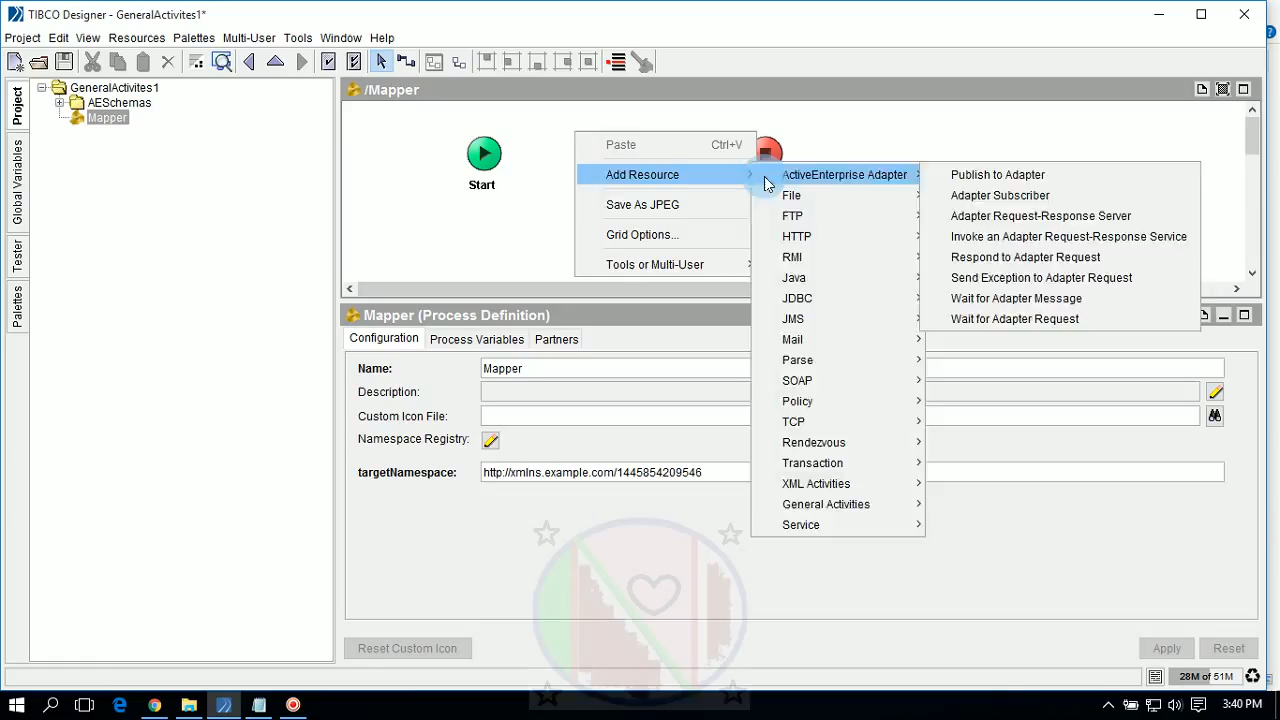 TIBCO Designer - GeneralActivites1*
Project Edit View Resources Palettes Multi-User Tools Window Help
Project
Global Variables
Tester
Palettes
GeneralActivites1
AESchemas
Mapper
/Mapper
Start
Paste Ctrl+V
Add Resource
Save As JPEG
Grid Options...
Tools or Multi-User
ActiveEnterprise Adapter
File
FTP
HTTP
RMI
Java
JDBC
JMS
Mail
Parse
SOAP
Policy
TCP
Rendezvous
Transaction
XML Activities
General Activities
Service
Publish to Adapter
Adapter Subscriber
Adapter Request-Response Server
Invoke an Adapter Request-Response Service
Respond to Adapter Request
Send Exception to Adapter Request
Wait for Adapter Message
Wait for Adapter Request
Mapper (Process Definition)
Configuration Process Variables Partners
Name: Mapper
Description:
Custom Icon File:
Namespace Registry:
targetNamespace: http://xmlns.example.com/1445854209546
Reset Custom Icon Apply Reset
28M of 51M
3:40 PM